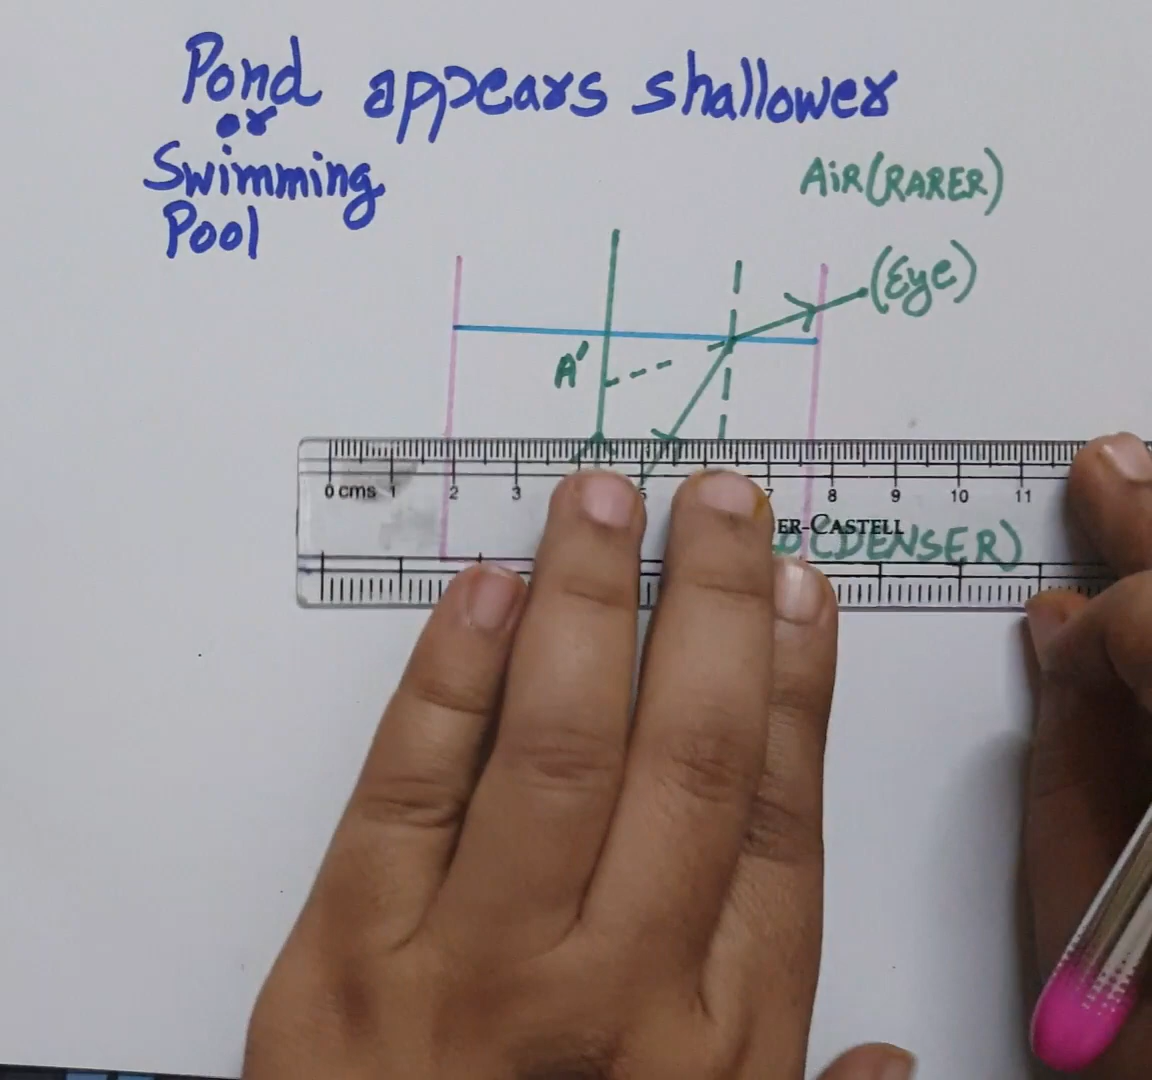 Pond appears shallower
or
Swimming
Pool
AiR (RARER)
(Eye)
A'
0 cms 1 2 3 7 8 9 10 11
ER-CASTELL
(DENSER)